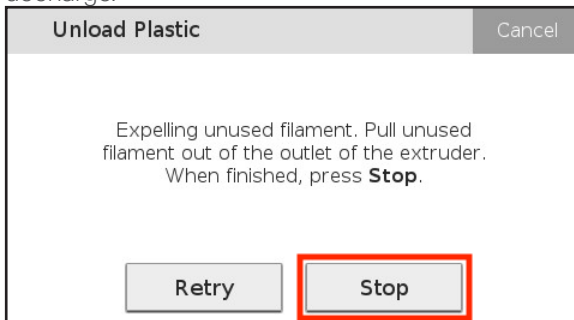 Unload Plastic
Cancel
Expelling unused filament. Pull unused
filament out of the outlet of the extruder.
When finished, press Stop.
Retry
Stop